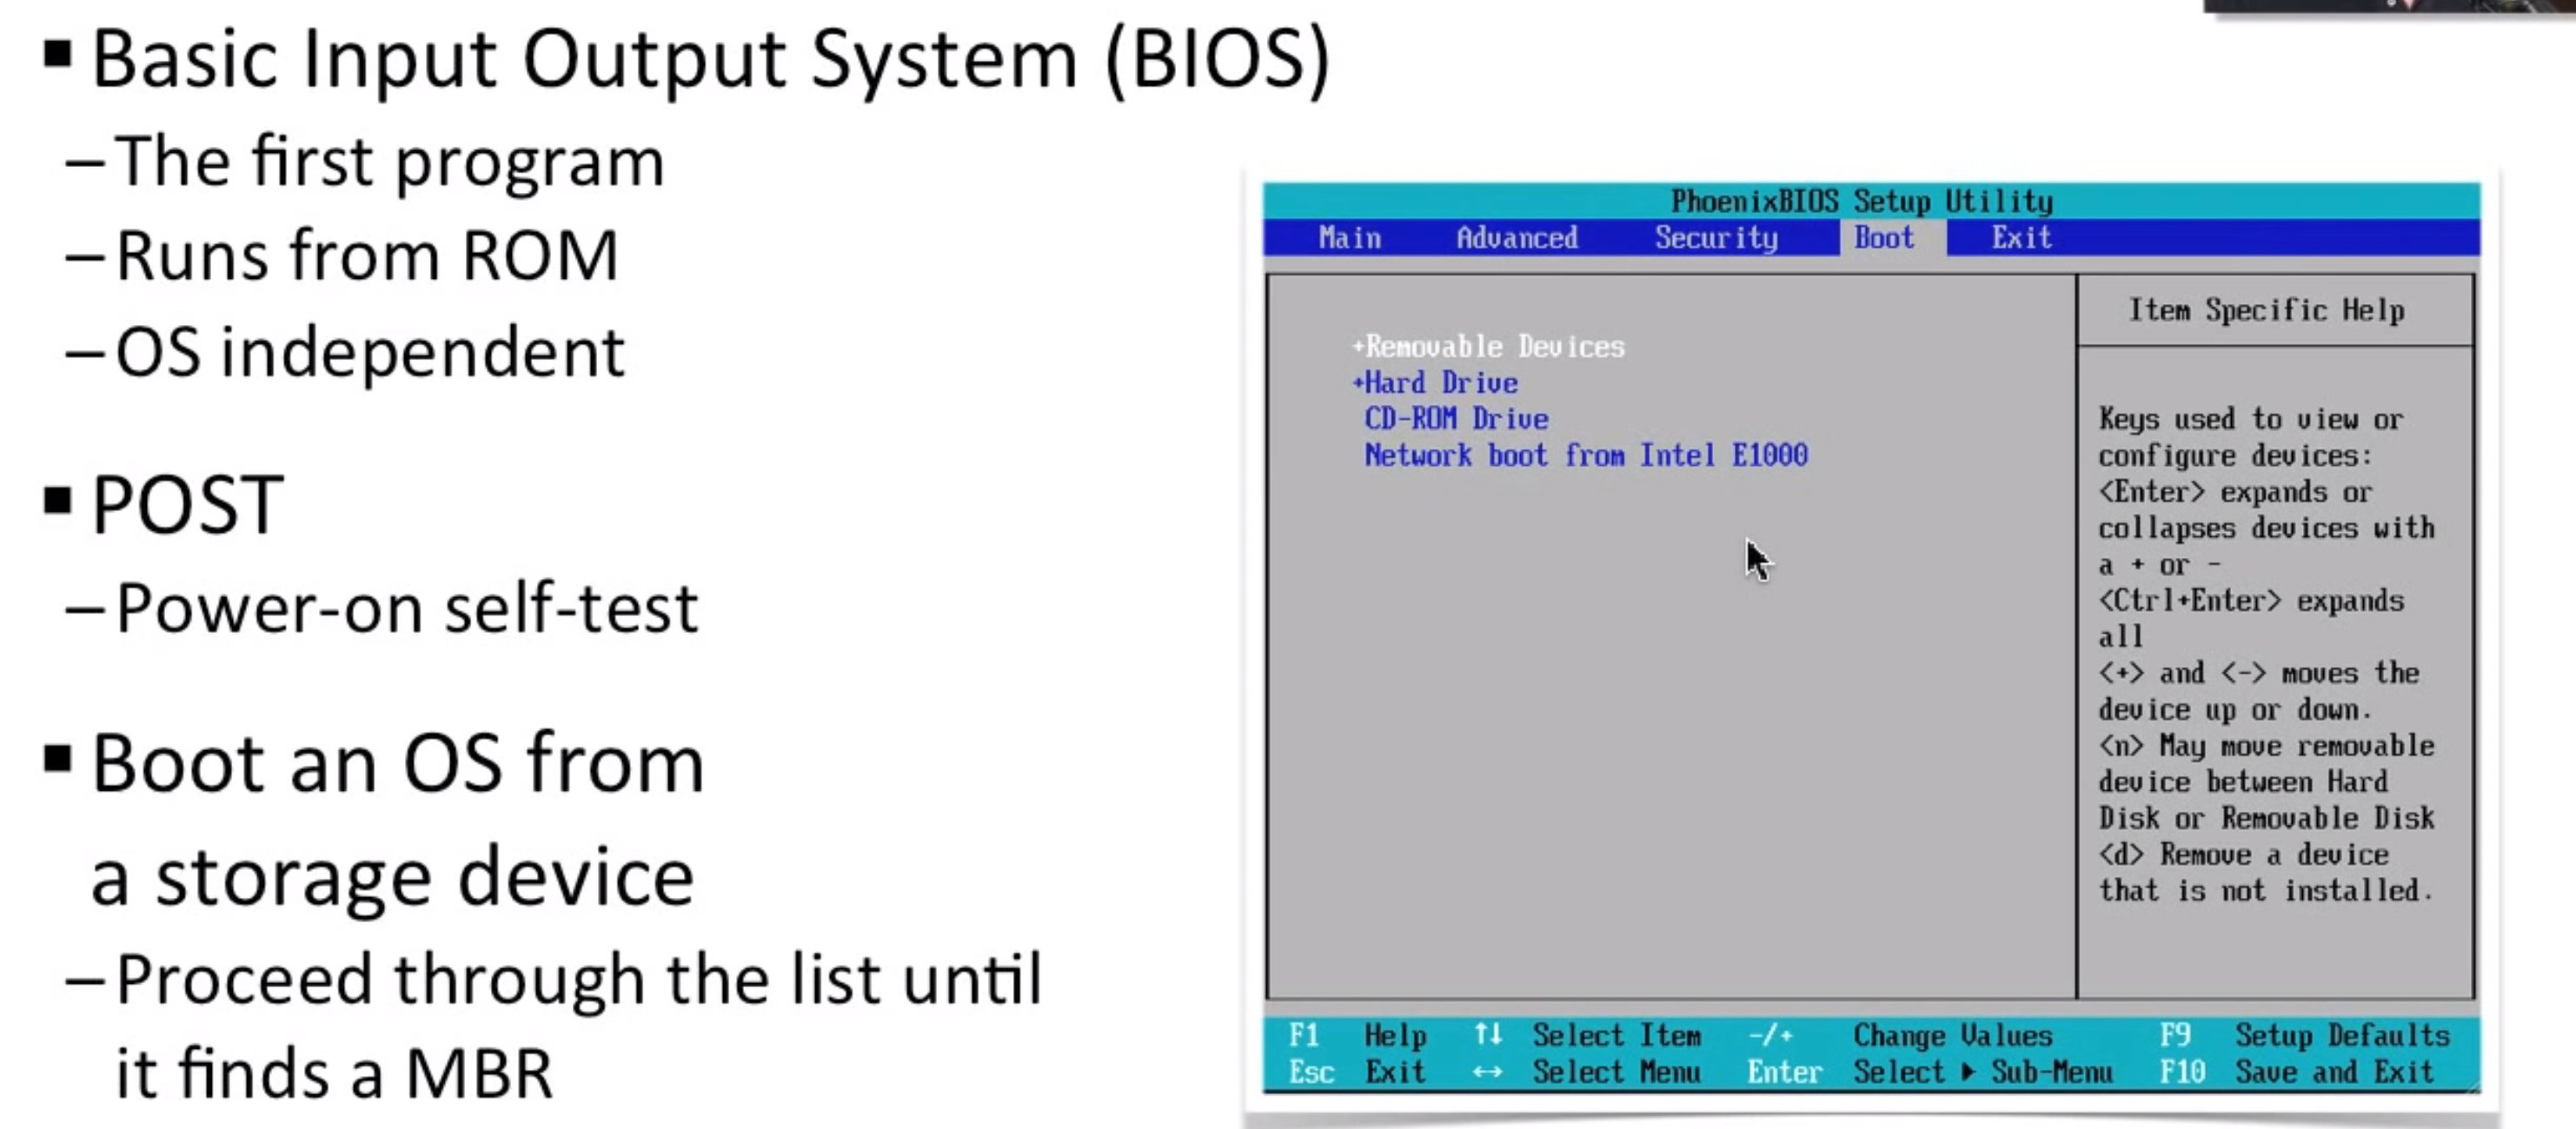 ▪ Basic Input Output System (BIOS)
– The first program
– Runs from ROM
– OS independent
▪ POST
– Power-on self-test
▪ Boot an OS from
a storage device
– Proceed through the list until
it finds a MBR
PhoenixBIOS Setup Utility
Main Advanced Security Boot Exit
+Removable Devices
+Hard Drive
CD-ROM Drive
Network boot from Intel E1000
Item Specific Help
Keys used to view or
configure devices:
<Enter> expands or
collapses devices with
a + or -
<Ctrl+Enter> expands
all
<+> and <-> moves the
device up or down.
<n> May move removable
device between Hard
Disk or Removable Disk
<d> Remove a device
that is not installed.
F1 Help ↑↓ Select Item -/+ Change Values F9 Setup Defaults
Esc Exit ↔ Select Menu Enter Select ▶ Sub-Menu F10 Save and Exit